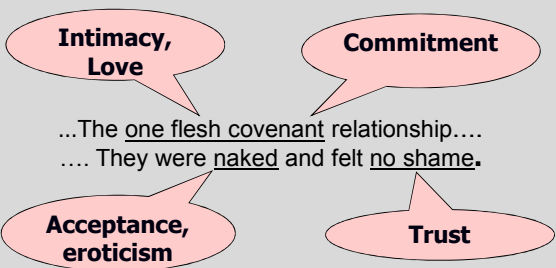 Intimacy,
Love
Commitment
...The one flesh covenant relationship….
…. They were naked and felt no shame.
Acceptance,
eroticism
Trust